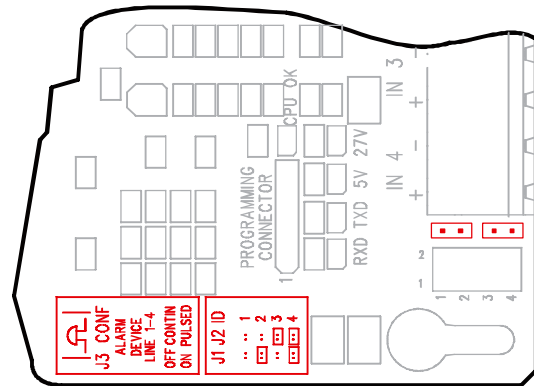 CPU OK
IN 3
- +
IN 4
- +
27V
5V
TXD
RXD
PROGRAMMING
CONNECTOR
1
2
1
1 2 3 4
J3 CONF
ALARM
DEVICE
LINE 1-4
OFF CONTIN
ON PULSED
J1 J2 ID
1
2
3
4